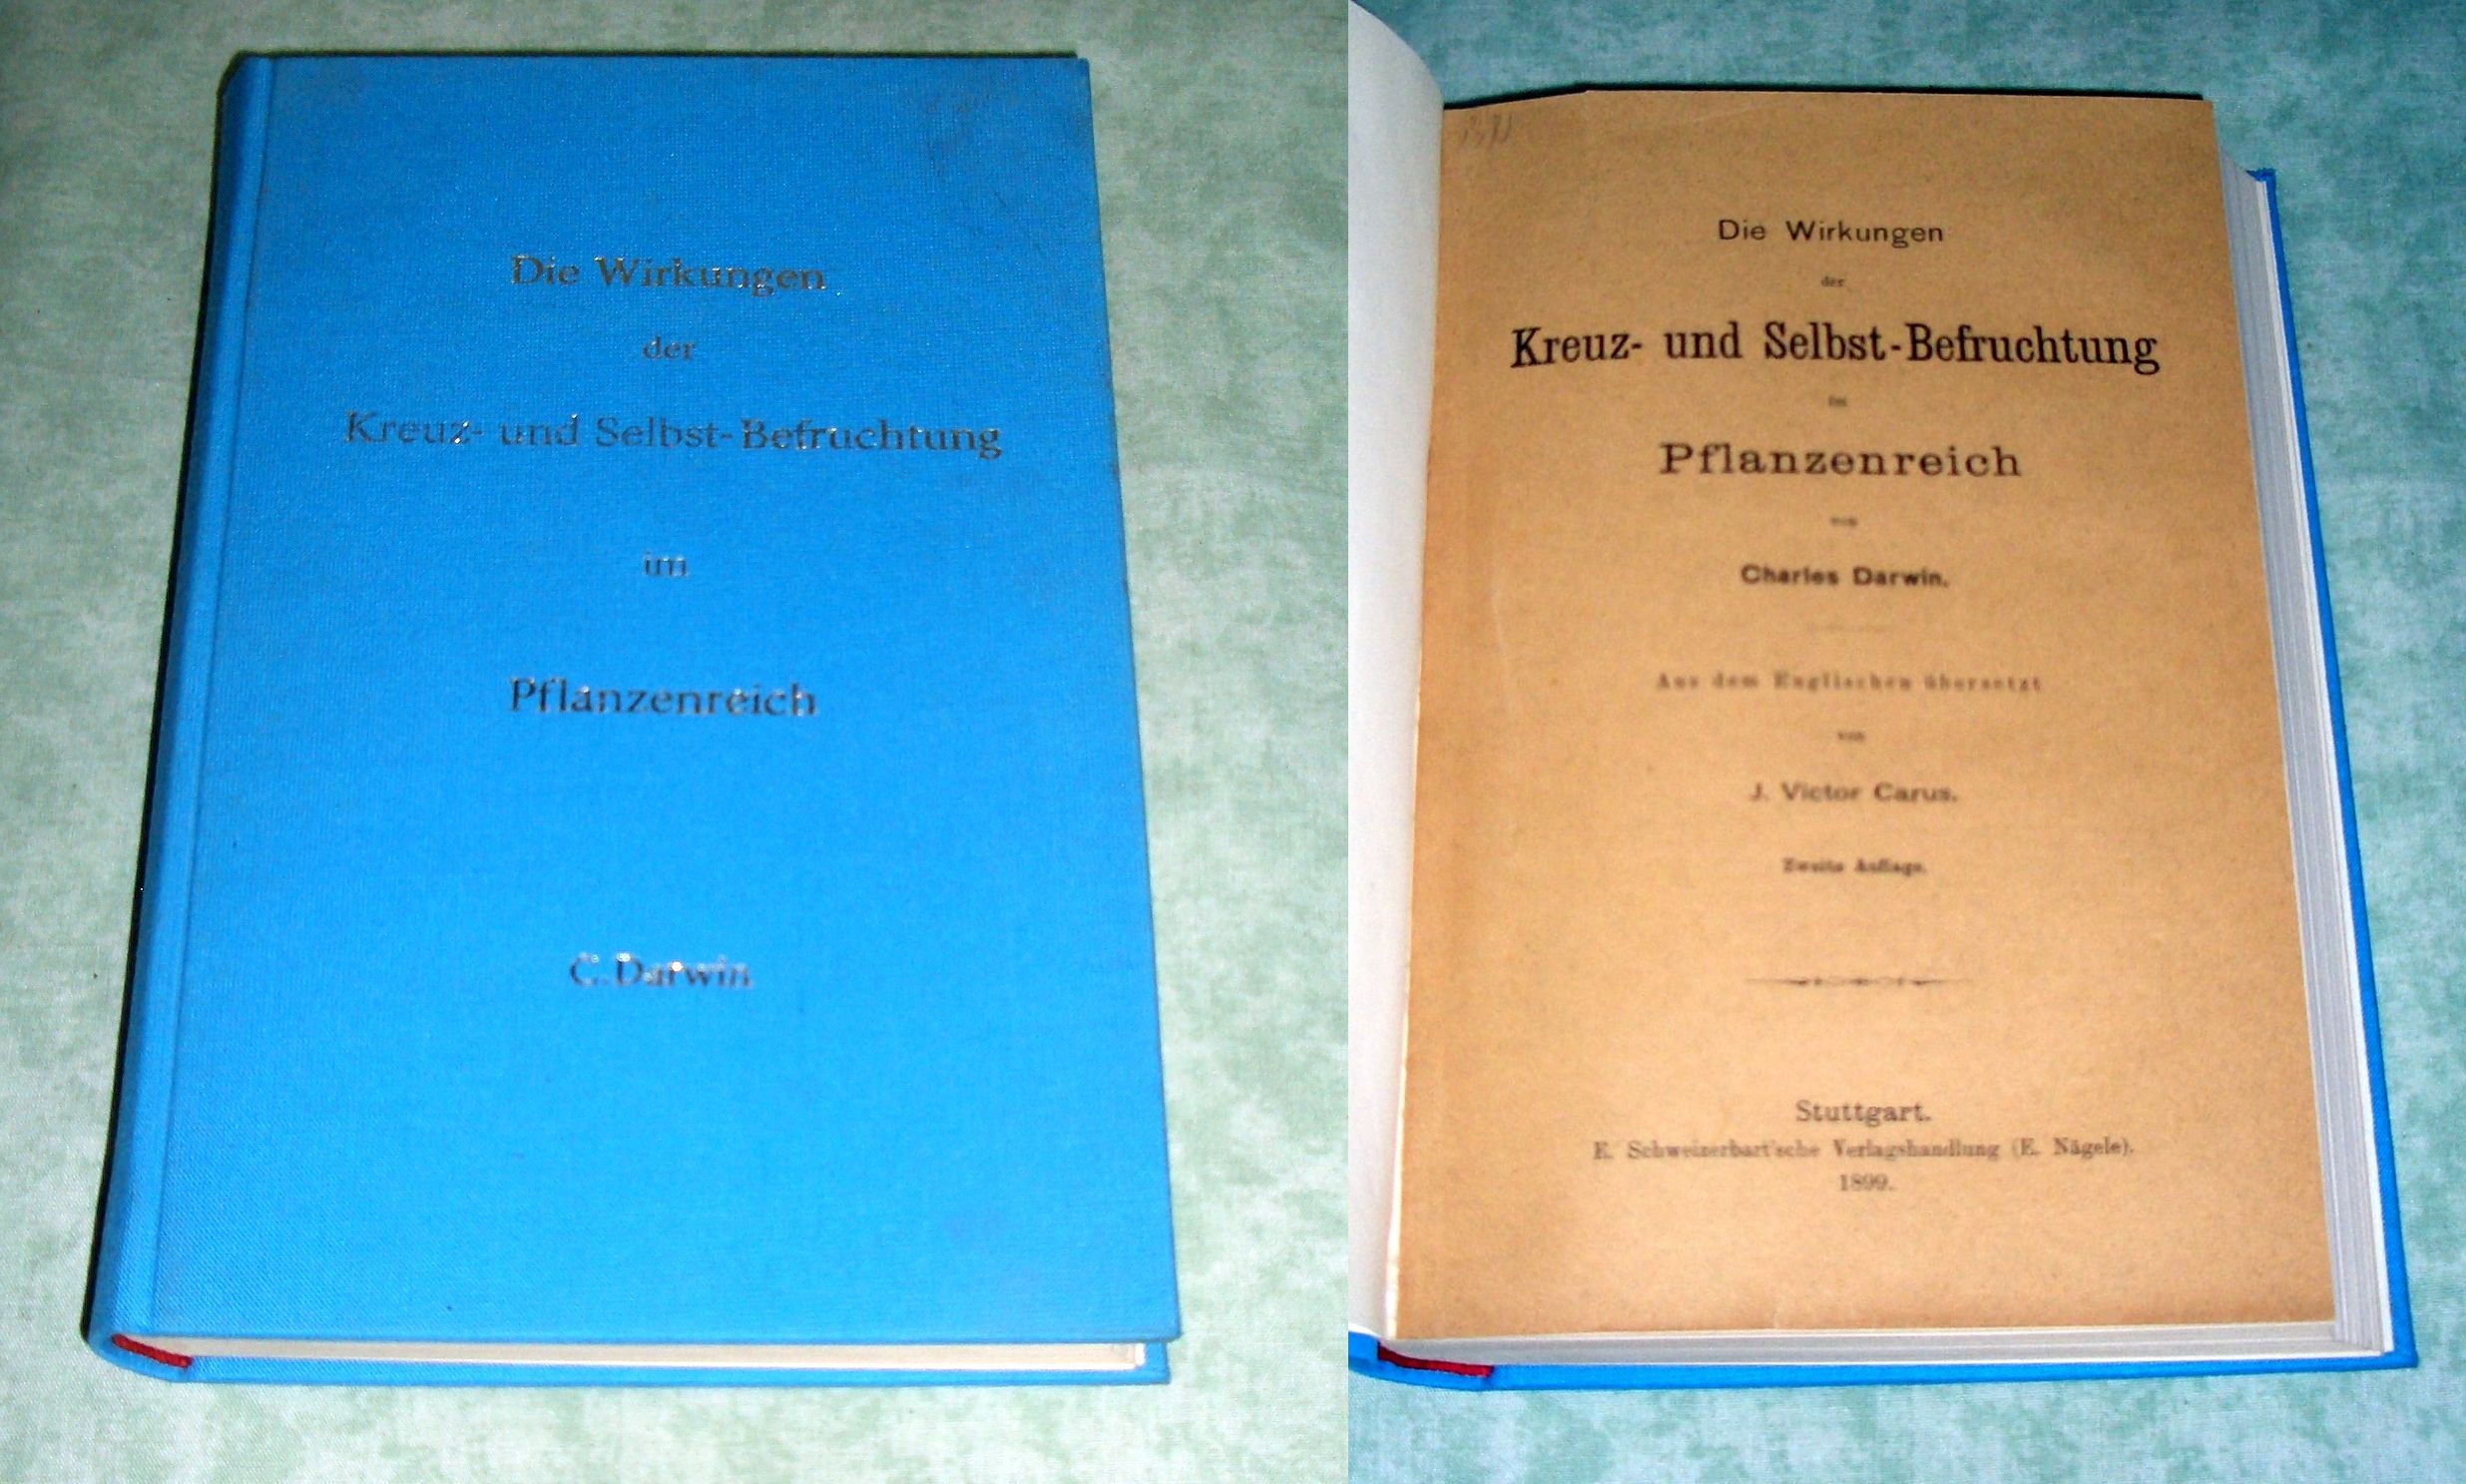 Die Wirkungen
der
Kreuz- und Selbst-Befruchtung
im
Pflanzenreich
C. Darwin
Die Wirkungen
der
Kreuz- und Selbst-Befruchtung
im
Pflanzenreich
von
Charles Darwin.
Aus dem Englischen übersetzt
von
J. Victor Carus.
Zweite Auflage.
Stuttgart.
E. Schweizerbart'sche Verlagshandlung (E. Nägele).
1899.